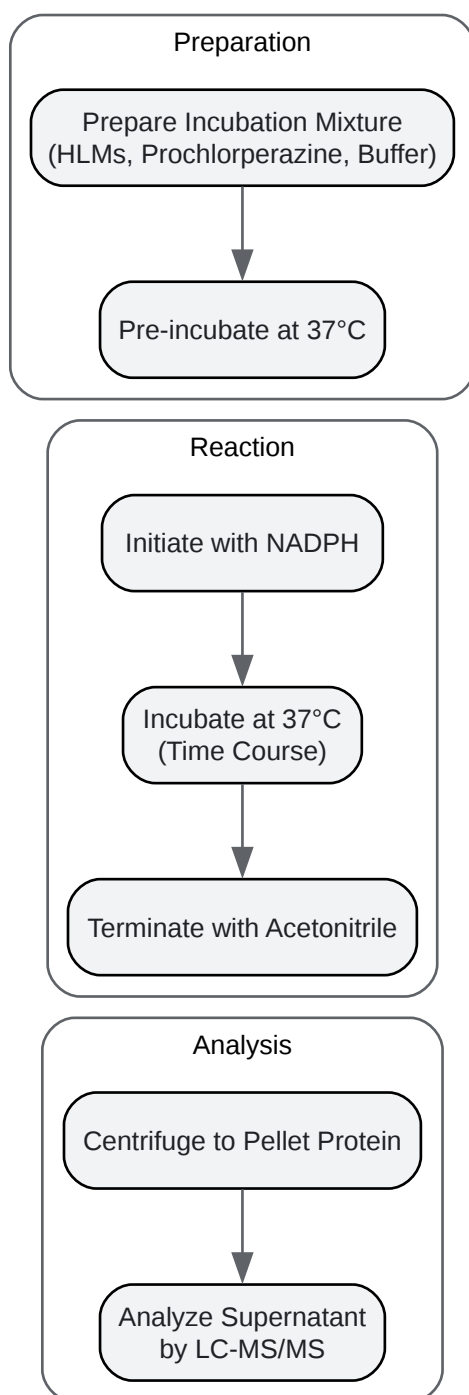 Preparation
Prepare Incubation Mixture
(HLMs, Prochlorperazine, Buffer)
Pre-incubate at 37°C
Reaction
Initiate with NADPH
Incubate at 37°C
(Time Course)
Terminate with Acetonitrile
Analysis
Centrifuge to Pellet Protein
Analyze Supernatant
by LC-MS/MS